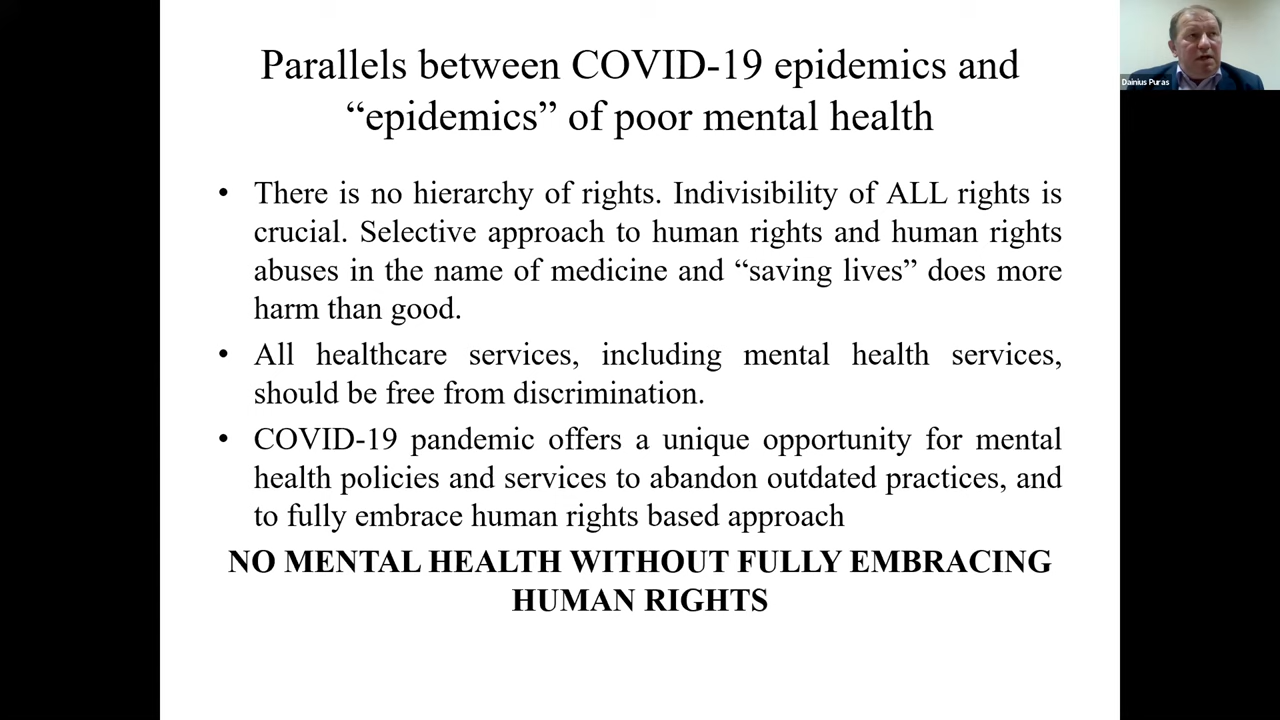 Parallels between COVID-19 epidemics and
“epidemics” of poor mental health
• There is no hierarchy of rights. Indivisibility of ALL rights is
crucial. Selective approach to human rights and human rights
abuses in the name of medicine and “saving lives” does more
harm than good.
• All healthcare services, including mental health services,
should be free from discrimination.
• COVID-19 pandemic offers a unique opportunity for mental
health policies and services to abandon outdated practices, and
to fully embrace human rights based approach
NO MENTAL HEALTH WITHOUT FULLY EMBRACING
HUMAN RIGHTS
Dainius Puras